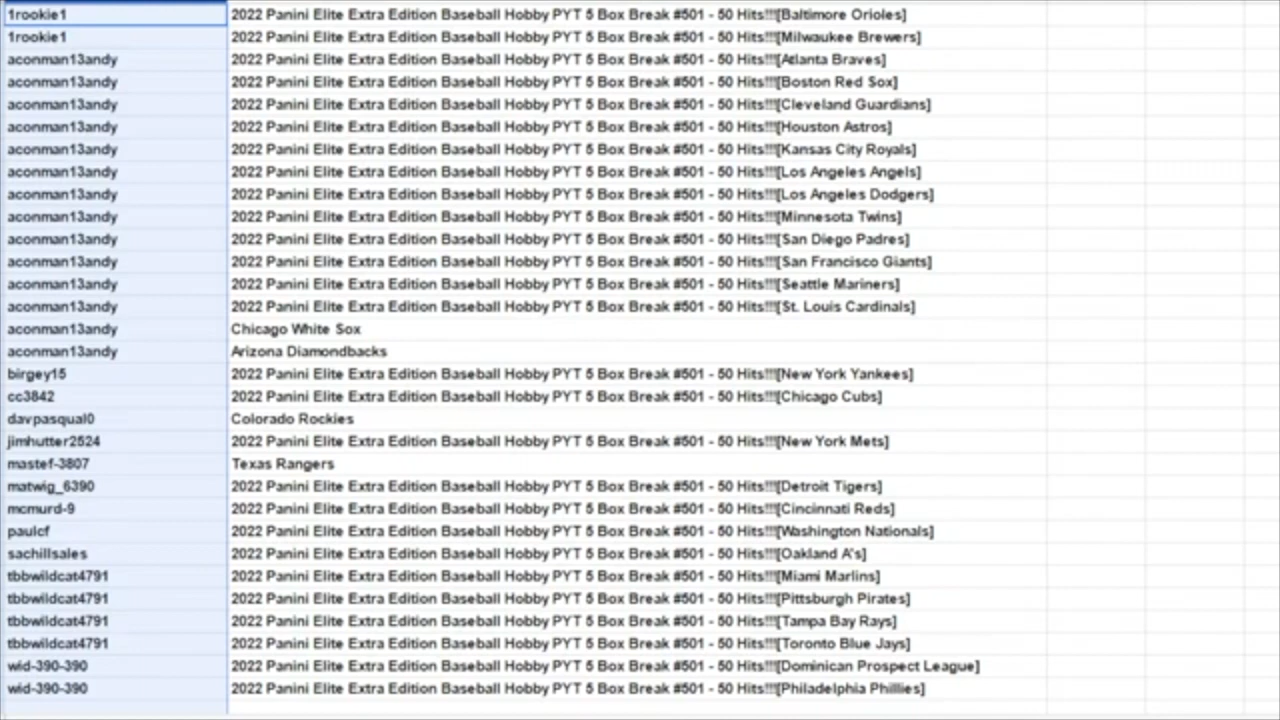 1rookie1 2022 Panini Elite Extra Edition Baseball Hobby PYT 5 Box Break #501 - 50 Hits!!![Baltimore Orioles]
1rookie1 2022 Panini Elite Extra Edition Baseball Hobby PYT 5 Box Break #501 - 50 Hits!!![Milwaukee Brewers]
aconman13andy 2022 Panini Elite Extra Edition Baseball Hobby PYT 5 Box Break #501 - 50 Hits!!![Atlanta Braves]
aconman13andy 2022 Panini Elite Extra Edition Baseball Hobby PYT 5 Box Break #501 - 50 Hits!!![Boston Red Sox]
aconman13andy 2022 Panini Elite Extra Edition Baseball Hobby PYT 5 Box Break #501 - 50 Hits!!![Cleveland Guardians]
aconman13andy 2022 Panini Elite Extra Edition Baseball Hobby PYT 5 Box Break #501 - 50 Hits!!![Houston Astros]
aconman13andy 2022 Panini Elite Extra Edition Baseball Hobby PYT 5 Box Break #501 - 50 Hits!!![Kansas City Royals]
aconman13andy 2022 Panini Elite Extra Edition Baseball Hobby PYT 5 Box Break #501 - 50 Hits!!![Los Angeles Angels]
aconman13andy 2022 Panini Elite Extra Edition Baseball Hobby PYT 5 Box Break #501 - 50 Hits!!![Los Angeles Dodgers]
aconman13andy 2022 Panini Elite Extra Edition Baseball Hobby PYT 5 Box Break #501 - 50 Hits!!![Minnesota Twins]
aconman13andy 2022 Panini Elite Extra Edition Baseball Hobby PYT 5 Box Break #501 - 50 Hits!!![San Diego Padres]
aconman13andy 2022 Panini Elite Extra Edition Baseball Hobby PYT 5 Box Break #501 - 50 Hits!!![San Francisco Giants]
aconman13andy 2022 Panini Elite Extra Edition Baseball Hobby PYT 5 Box Break #501 - 50 Hits!!![Seattle Mariners]
aconman13andy 2022 Panini Elite Extra Edition Baseball Hobby PYT 5 Box Break #501 - 50 Hits!!![St. Louis Cardinals]
aconman13andy Chicago White Sox
aconman13andy Arizona Diamondbacks
birgey15 2022 Panini Elite Extra Edition Baseball Hobby PYT 5 Box Break #501 - 50 Hits!!![New York Yankees]
cc3842 2022 Panini Elite Extra Edition Baseball Hobby PYT 5 Box Break #501 - 50 Hits!!![Chicago Cubs]
davpasqual0 Colorado Rockies
jimhutter2524 2022 Panini Elite Extra Edition Baseball Hobby PYT 5 Box Break #501 - 50 Hits!!![New York Mets]
mastef-3807 Texas Rangers
matwig_6390 2022 Panini Elite Extra Edition Baseball Hobby PYT 5 Box Break #501 - 50 Hits!!![Detroit Tigers]
mcmurd-9 2022 Panini Elite Extra Edition Baseball Hobby PYT 5 Box Break #501 - 50 Hits!!![Cincinnati Reds]
paulcf 2022 Panini Elite Extra Edition Baseball Hobby PYT 5 Box Break #501 - 50 Hits!!![Washington Nationals]
sachillsales 2022 Panini Elite Extra Edition Baseball Hobby PYT 5 Box Break #501 - 50 Hits!!![Oakland A's]
tbbwildcat4791 2022 Panini Elite Extra Edition Baseball Hobby PYT 5 Box Break #501 - 50 Hits!!![Miami Marlins]
tbbwildcat4791 2022 Panini Elite Extra Edition Baseball Hobby PYT 5 Box Break #501 - 50 Hits!!![Pittsburgh Pirates]
tbbwildcat4791 2022 Panini Elite Extra Edition Baseball Hobby PYT 5 Box Break #501 - 50 Hits!!![Tampa Bay Rays]
tbbwildcat4791 2022 Panini Elite Extra Edition Baseball Hobby PYT 5 Box Break #501 - 50 Hits!!![Toronto Blue Jays]
wid-390-390 2022 Panini Elite Extra Edition Baseball Hobby PYT 5 Box Break #501 - 50 Hits!!![Dominican Prospect League]
wid-390-390 2022 Panini Elite Extra Edition Baseball Hobby PYT 5 Box Break #501 - 50 Hits!!![Philadelphia Phillies]